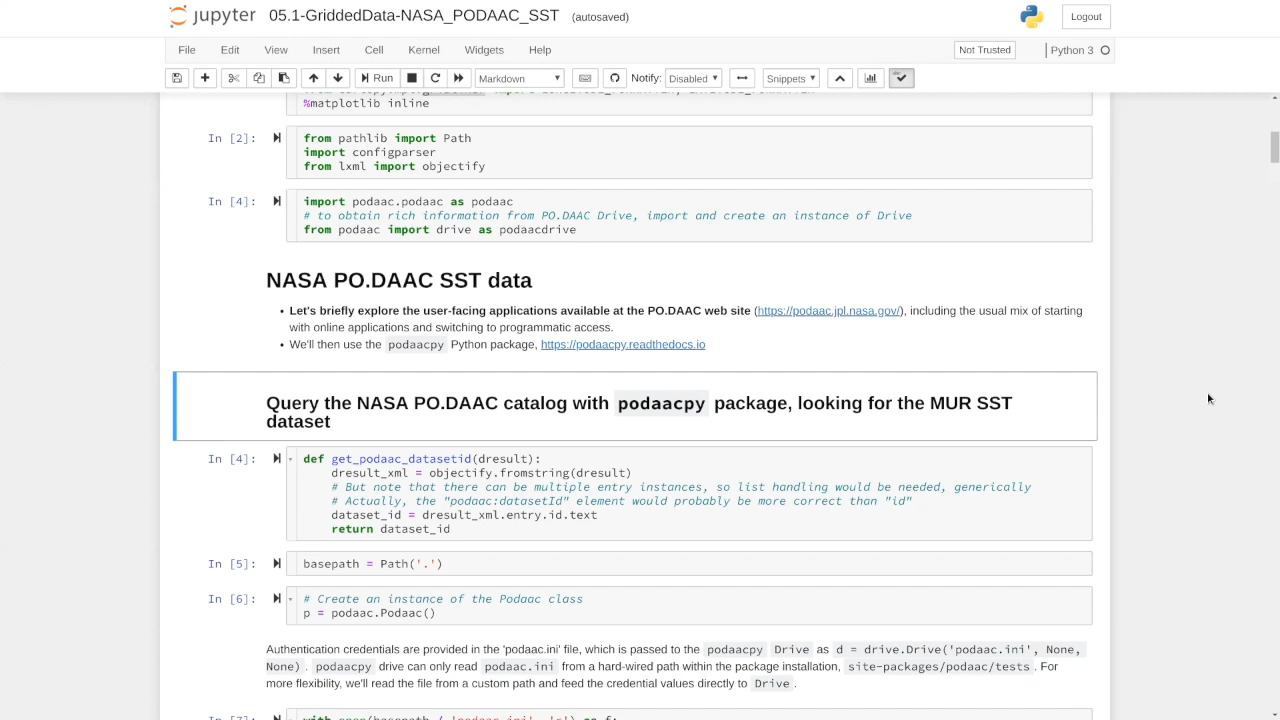 jupyter 05.1-GriddedData-NASA_PODAAC_SST (autosaved)
Logout
File Edit View Insert Cell Kernel Widgets Help
Not Trusted
Python 3
Run
Markdown
Notify:
Disabled
Snippets
%matplotlib inline
In [2]:
from pathlib import Path
import configparser
from lxml import objectify
In [4]:
import podaac.podaac as podaac
# to obtain rich information from PO.DAAC Drive, import and create an instance of Drive
from podaac import drive as podaacdrive
NASA PO.DAAC SST data
• Let's briefly explore the user-facing applications available at the PO.DAAC web site (https://podaac.jpl.nasa.gov/), including the usual mix of starting
with online applications and switching to programmatic access.
• We'll then use the podaacpy Python package, https://podaacpy.readthedocs.io
Query the NASA PO.DAAC catalog with podaacpy package, looking for the MUR SST
dataset
In [4]:
def get_podaac_datasetid(dresult):
dresult_xml = objectify.fromstring(dresult)
# But note that there can be multiple entry instances, so list handling would be needed, generically
# Actually, the "podaac:datasetId" element would probably be more correct than "id"
dataset_id = dresult_xml.entry.id.text
return dataset_id
In [5]:
basepath = Path('.')
In [6]:
# Create an instance of the Podaac class
p = podaac.Podaac()
Authentication credentials are provided in the 'podaac.ini' file, which is passed to the podaacpy Drive as d = drive.Drive('podaac.ini', None,
None) . podaacpy drive can only read podaac.ini from a hard-wired path within the package installation, site-packages/podaac/tests . For
more flexibility, we'll read the file from a custom path and feed the credential values directly to Drive .